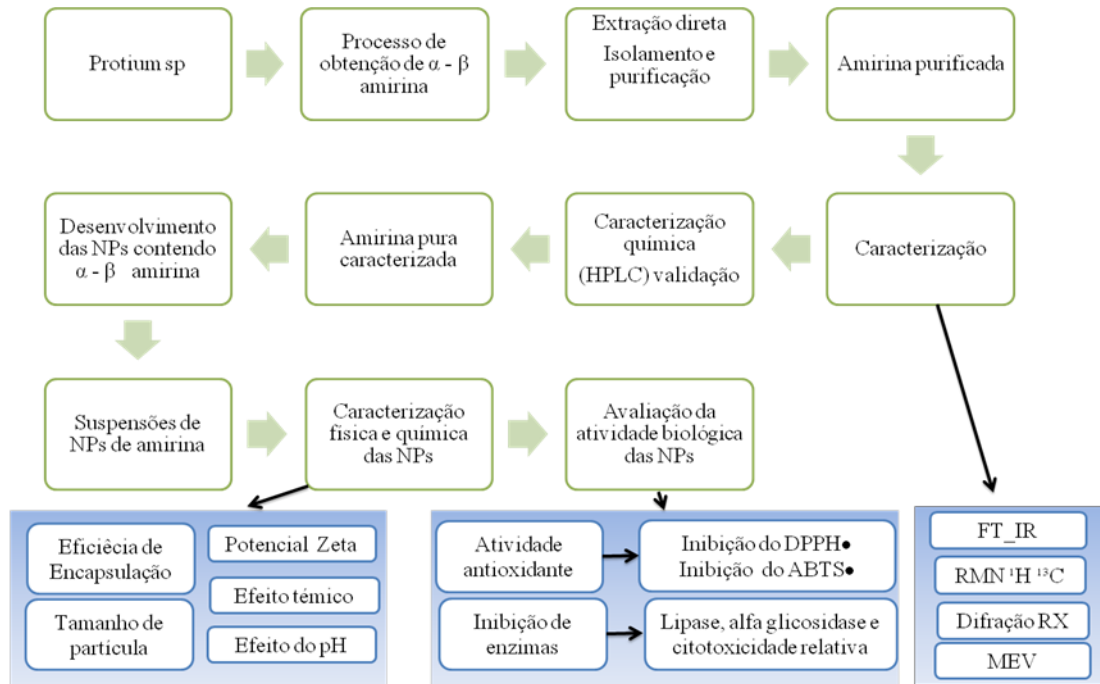 Protium sp
Processo de
obtenção de α - β
amirina
Extração direta
Isolamento e
purificação
Amirina purificada
Desenvolvimento
das NPs contendo
α - β amirina
Amirina pura
caracterizada
Caracterização
química
(HPLC) validação
Caracterização
Suspensões de
NPs de amirina
Caracterização
física e química
das NPs
Avaliação da
atividade biológica
das NPs
Eficiêcia de
Encapsulação
Tamanho de
partícula
Potencial Zeta
Efeito témico
Efeito do pH
Atividade
antioxidante
Inibição do DPPH●
Inibição do ABTS●
Inibição de
enzimas
Lipase, alfa glicosidase e
citotoxicidade relativa
FT_IR
RMN ¹H ¹³C
Difração RX
MEV